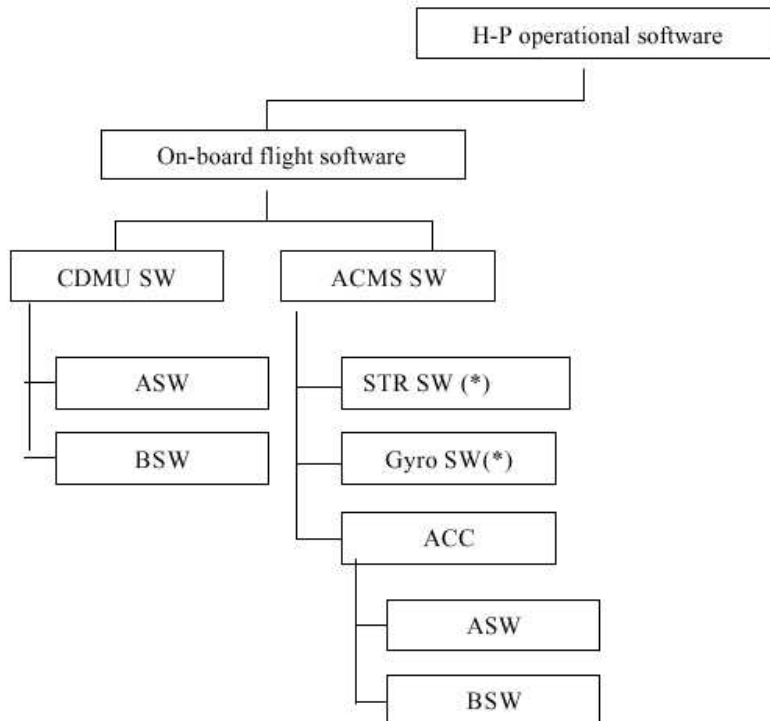 H-P operational software
On-board flight software
CDMU SW
ACMS SW
ASW
BSW
STR SW (*)
Gyro SW(*)
ACC
ASW
BSW